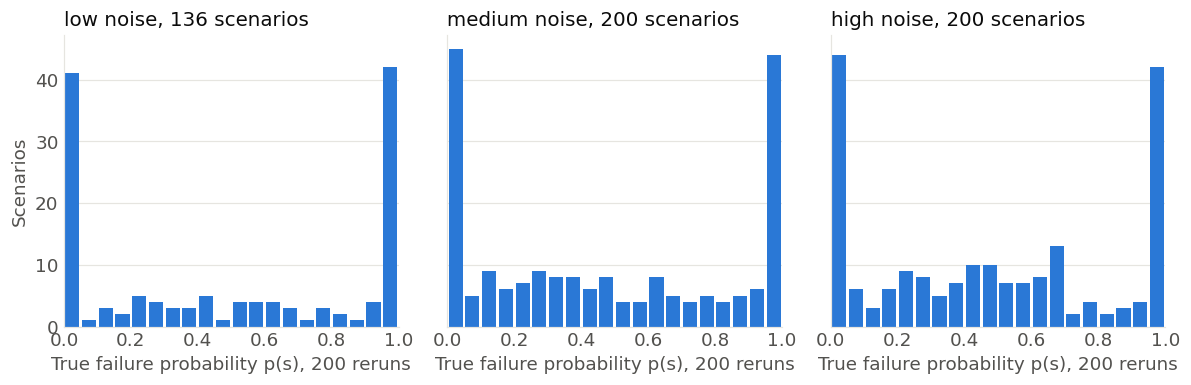 low noise, 136 scenarios
medium noise, 200 scenarios
high noise, 200 scenarios
Scenarios
40
30
20
10
0
0.0 0.2 0.4 0.6 0.8 1.0
0.0 0.2 0.4 0.6 0.8 1.0
0.0 0.2 0.4 0.6 0.8 1.0
True failure probability p(s), 200 reruns
True failure probability p(s), 200 reruns
True failure probability p(s), 200 reruns